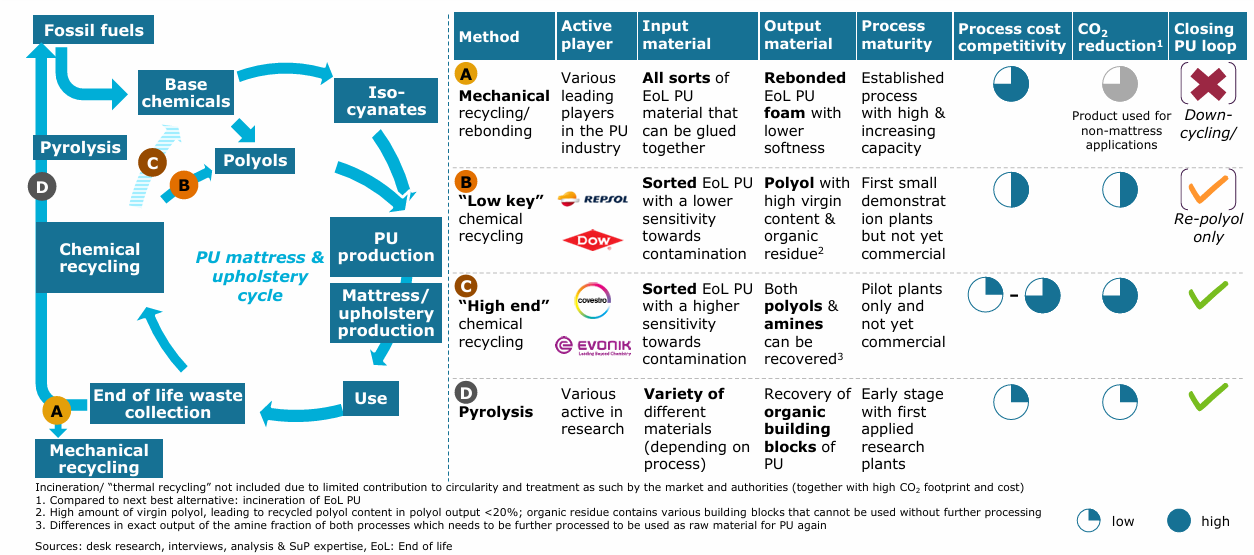 Fossil fuels
Base
chemicals
Iso-
cyanates
Pyrolysis
C
Polyols
D
B
Chemical
recycling
PU mattress &
upholstery
cycle
PU
production
Mattress/
upholstery
production
End of life waste
collection
Use
A
Mechanical
recycling
Method
Active
player
Input
material
Output
material
Process
maturity
Process cost
competitivity
CO2
reduction1
Closing
PU loop
A
Mechanical
recycling/
rebonding
Various
leading
players
in the PU
industry
All sorts of
EoL PU
material that
can be glued
together
Rebonded
EoL PU
foam with
lower
softness
Established
process
with high &
increasing
capacity
Product used for
non-mattress
applications
Down-
cycling/
B
“Low key”
chemical
recycling
REPSOL
Dow
Sorted EoL PU
with a lower
sensitivity
towards
contamination
Polyol with
high virgin
content &
organic
residue2
First small
demonstrat
ion plants
but not yet
commercial
Re-polyol
only
C
“High end”
chemical
recycling
covestro
EVONIK
Leading Beyond Chemistry
Sorted EoL PU
with a higher
sensitivity
towards
contamination
Both
polyols &
amines
can be
recovered3
Pilot plants
only and
not yet
commercial
–
D
Pyrolysis
Various
active in
research
Variety of
different
materials
(depending on
process)
Recovery of
organic
building
blocks of
PU
Early stage
with first
applied
research
plants
Incineration/ “thermal recycling” not included due to limited contribution to circularity and treatment as such by the market and authorities (together with high CO2 footprint and cost)
1. Compared to next best alternative: incineration of EoL PU
2. High amount of virgin polyol, leading to recycled polyol content in polyol output <20%; organic residue contains various building blocks that cannot be used without further processing
3. Differences in exact output of the amine fraction of both processes which needs to be further processed to be used as raw material for PU again
Sources: desk research, interviews, analysis & SuP expertise, EoL: End of life
low
high